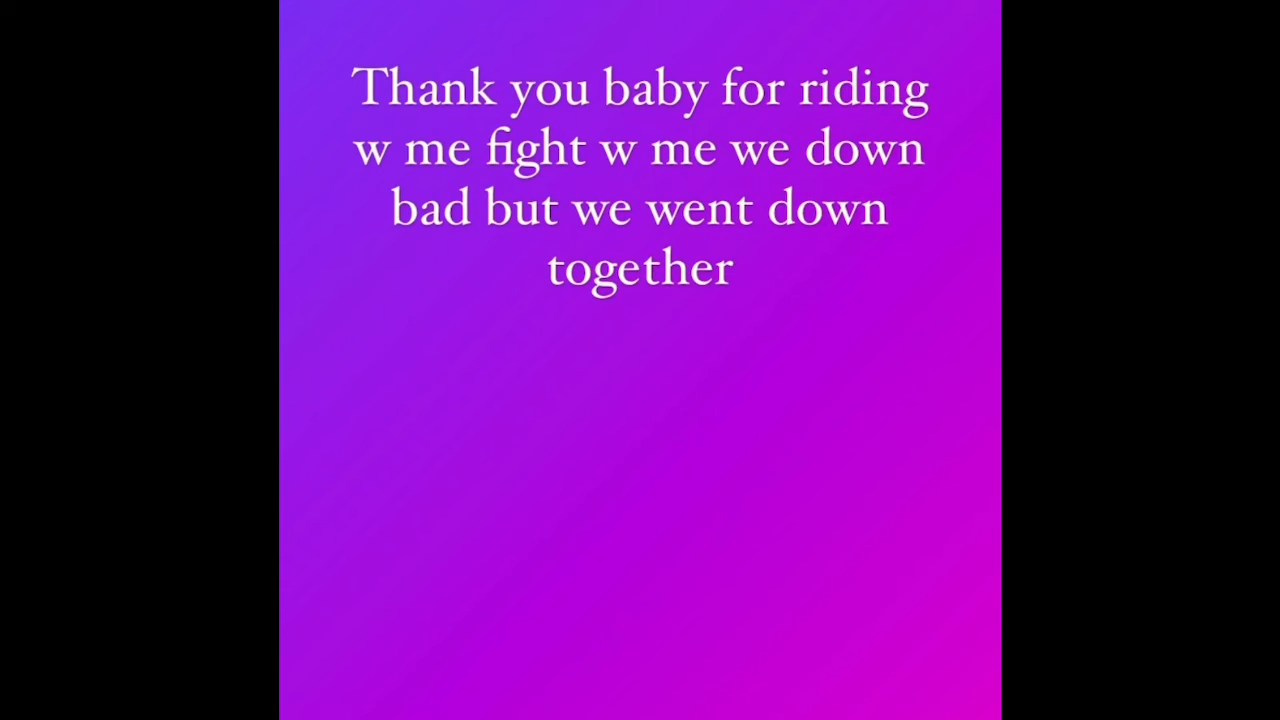 Thank you baby for riding
w me fight w me we down
bad but we went down
together